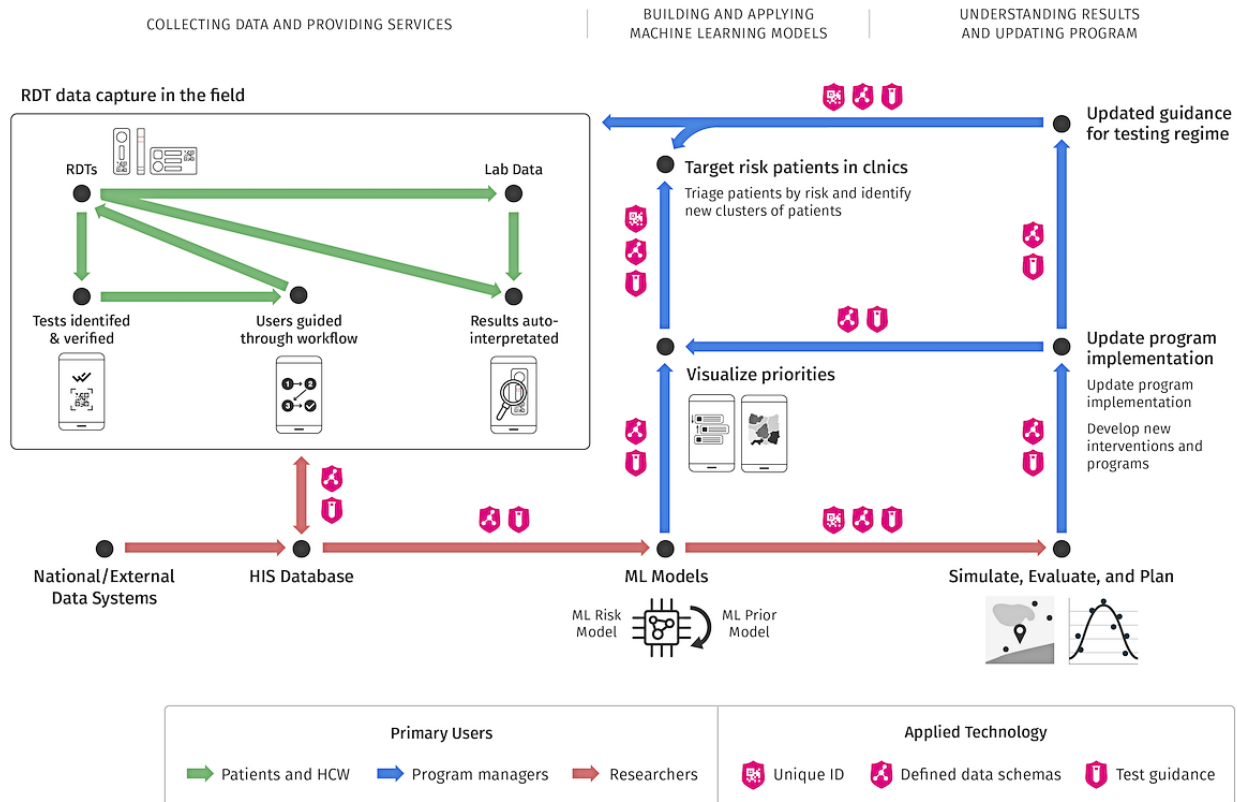 COLLECTING DATA AND PROVIDING SERVICES
BUILDING AND APPLYING
MACHINE LEARNING MODELS
UNDERSTANDING RESULTS
AND UPDATING PROGRAM
RDT data capture in the field
RDTs
Lab Data
Tests identifed
& verified
Users guided
through workflow
Results auto-
interpretated
1
2
3
Updated guidance
for testing regime
Target risk patients in clnics
Triage patients by risk and identify
new clusters of patients
Visualize priorities
Update program
implementation
Update program
implementation
Develop new
interventions and
programs
National/External
Data Systems
HIS Database
ML Models
ML Risk
Model
ML Prior
Model
Simulate, Evaluate, and Plan
Primary Users
Patients and HCW
Program managers
Researchers
Applied Technology
Unique ID
Defined data schemas
Test guidance